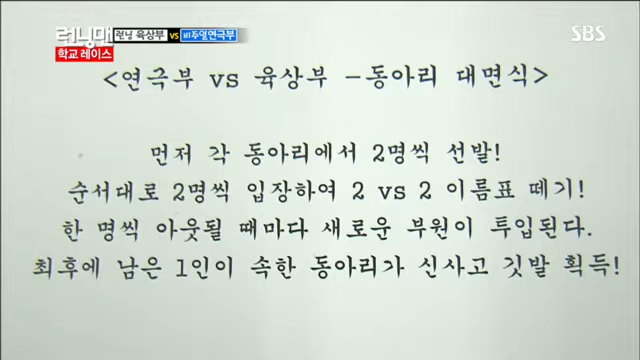 런닝맨 런닝 육상부 vs 비주얼연극부
SBS
학교 레이스
<연극부 vs 육상부 -동아리 대면식>
먼저 각 동아리에서 2명씩 선발!
순서대로 2명씩 입장하여 2 vs 2 이름표 떼기!
한 명씩 아웃될 때마다 새로운 부원이 투입된다.
최후에 남은 1인이 속한 동아리가 신사고 깃발 획득!